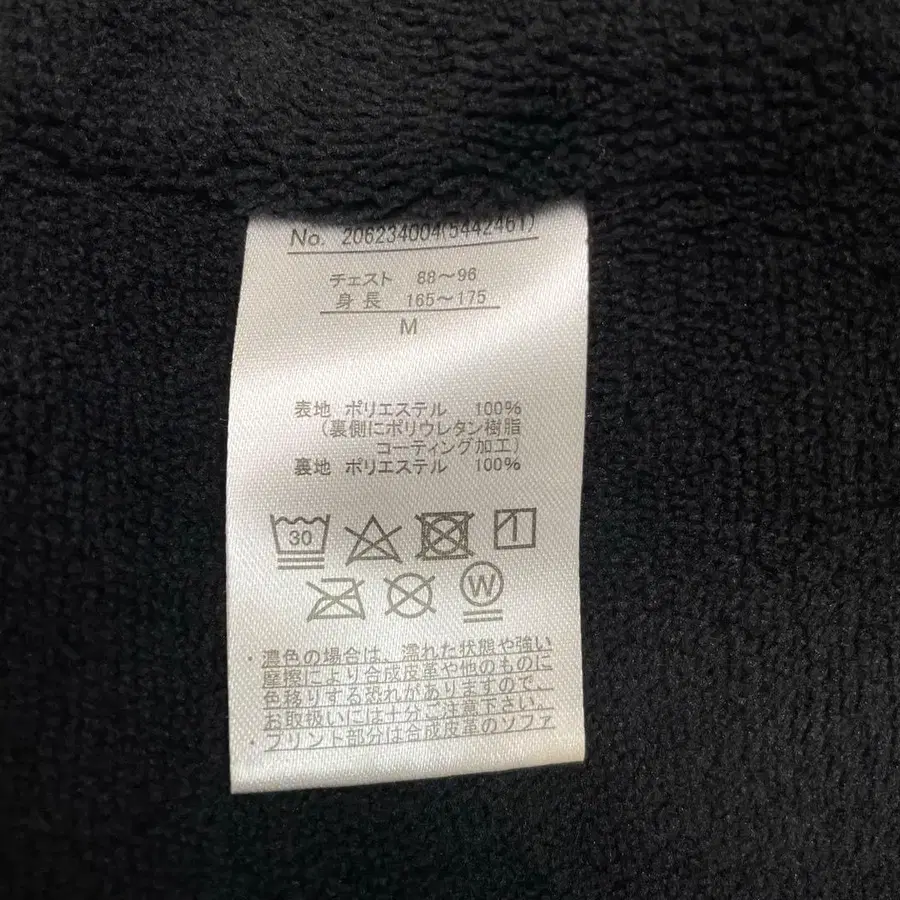 No. 206234004(5442461)
チェスト 88～96
身長 165～175
M
表地 ポリエステル 100%
(裏側にポリウレタン樹脂
コーティング加工)
裏地 ポリエステル 100%
30
W
・濃色の場合は、濡れた状態や強い
摩擦により合成皮革や他のものに
色移りする恐れがありますので、
お取扱いには十分ご注意下さい。
・プリント部分は合成皮革のソファ